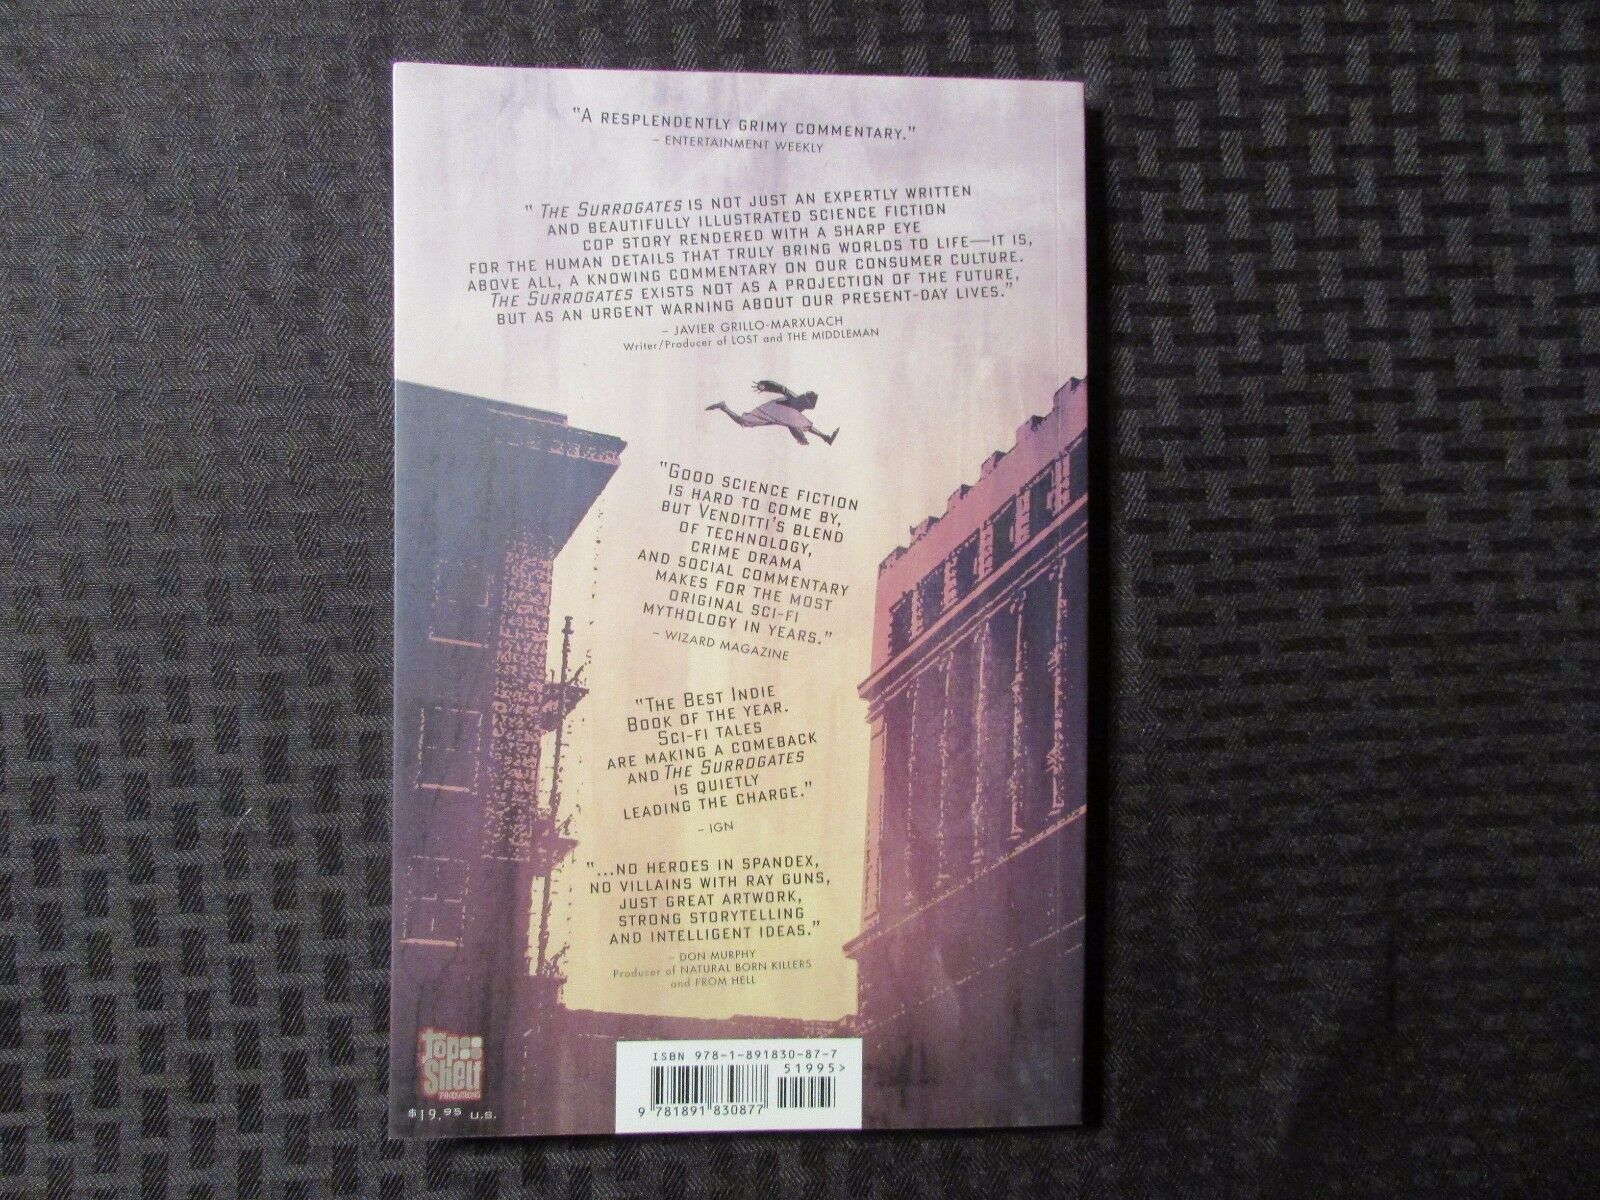 "A RESPLENDENTLY GRIMY COMMENTARY."
– ENTERTAINMENT WEEKLY
" THE SURROGATES IS NOT JUST AN EXPERTLY WRITTEN
AND BEAUTIFULLY ILLUSTRATED SCIENCE FICTION
COP STORY RENDERED WITH A SHARP EYE
FOR THE HUMAN DETAILS THAT TRULY BRING WORLDS TO LIFE—IT IS,
ABOVE ALL, A KNOWING COMMENTARY ON OUR CONSUMER CULTURE.
THE SURROGATES EXISTS NOT AS A PROJECTION OF THE FUTURE,
BUT AS AN URGENT WARNING ABOUT OUR PRESENT-DAY LIVES."
– JAVIER GRILLO-MARXUACH
Writer/Producer of LOST and THE MIDDLEMAN
"GOOD SCIENCE FICTION
IS HARD TO COME BY,
BUT VENDITTI'S BLEND
OF TECHNOLOGY,
CRIME DRAMA
AND SOCIAL COMMENTARY
MAKES FOR THE MOST
ORIGINAL SCI-FI
MYTHOLOGY IN YEARS."
– WIZARD MAGAZINE
"THE BEST INDIE
BOOK OF THE YEAR.
SCI-FI TALES
ARE MAKING A COMEBACK
AND THE SURROGATES
IS QUIETLY
LEADING THE CHARGE."
– IGN
"...NO HEROES IN SPANDEX,
NO VILLAINS WITH RAY GUNS,
JUST GREAT ARTWORK,
STRONG STORYTELLING
AND INTELLIGENT IDEAS."
– DON MURPHY
Producer of NATURAL BORN KILLERS
and FROM HELL
top
Shelf
PRODUCTIONS
$19.95 U.S.
ISBN 978-1-891830-87-7
51995>
9 781891 830877